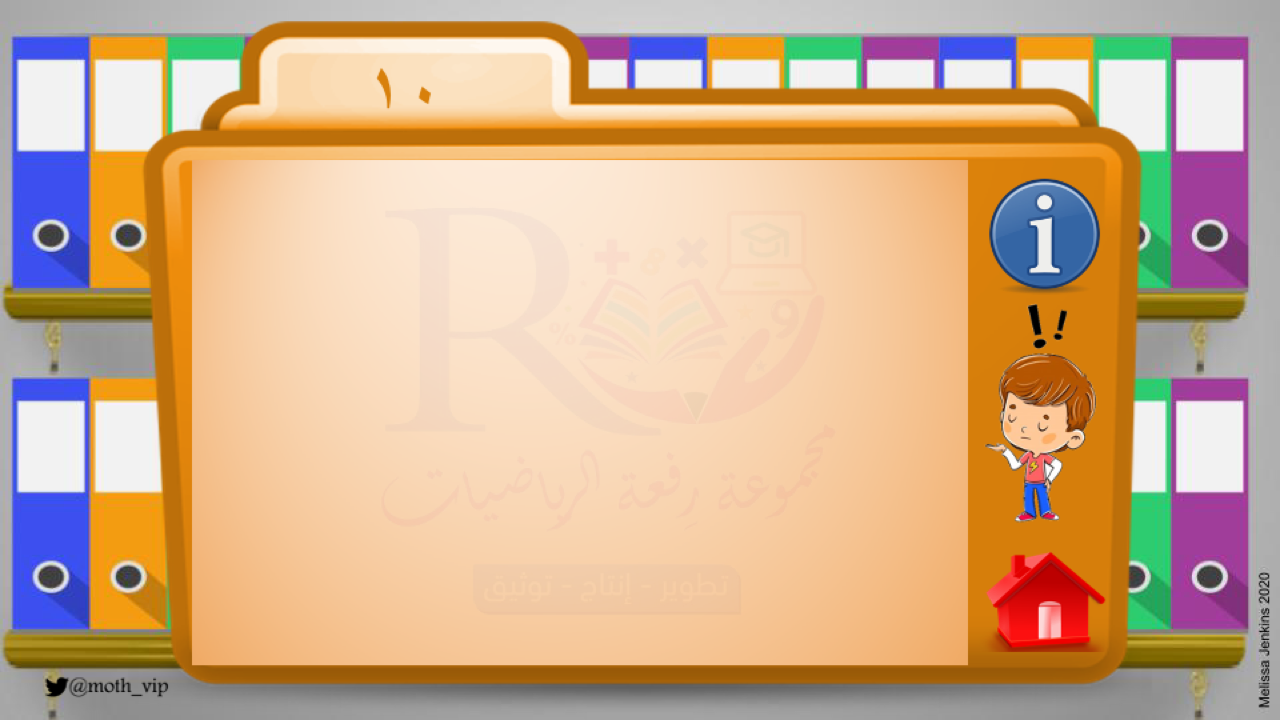 ١٠
مجموعة رفعة الرياضيات
تطوير - إنتاج - توثيق
@moth_vip
Melissa Jenkins 2020